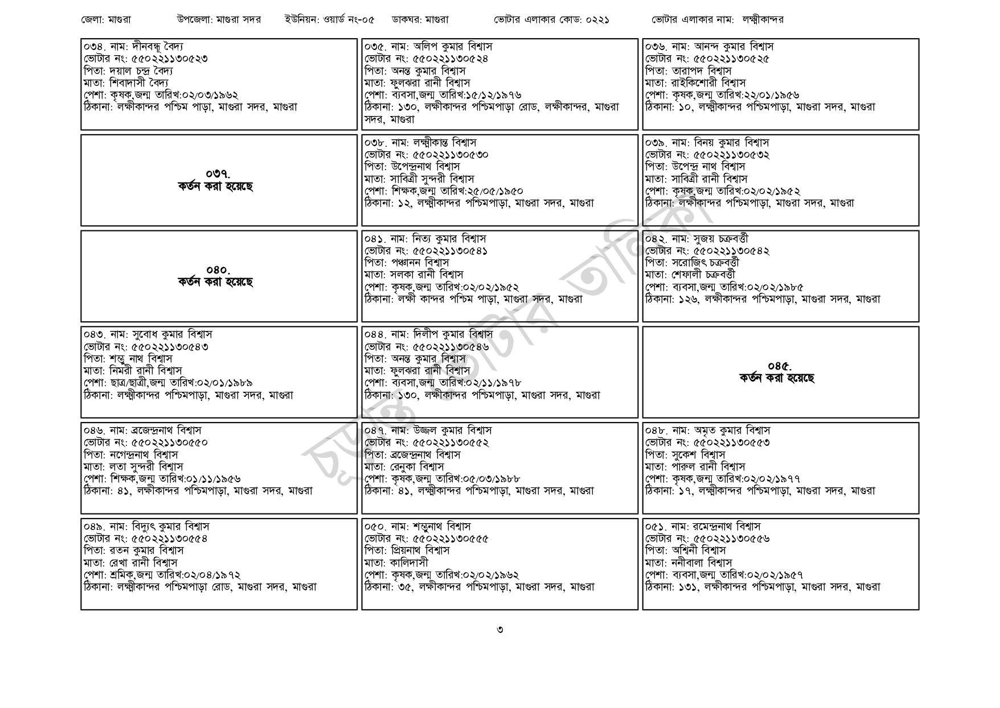 জেলা: মাগুরা উপজেলা: মাগুরা সদর ইউনিয়ন: ওয়ার্ড নং-০৫ ডাকঘর: মাগুরা ভোটার এলাকার কোড: ০২২১ ভোটার এলাকার নাম: লক্ষ্মীকান্দর
০৩৪. নাম: দীনবন্ধু বৈদ্য
ভোটার নং: ৫৫০২২১১৩০৫২৩
পিতা: দয়াল চন্দ্র বৈদ্য
মাতা: শিবাদাসী বৈদ্য
পেশা: কৃষক,জন্ম তারিখ:০২/০৩/১৯৬২
ঠিকানা: লক্ষীকান্দর পশ্চিম পাড়া, মাগুরা সদর, মাগুরা
০৩৫. নাম: অলিপ কুমার বিশ্বাস
ভোটার নং: ৫৫০২২১১৩০৫২৪
পিতা: অনন্ত কুমার বিশ্বাস
মাতা: ফুলঝরা রানী বিশ্বাস
পেশা: ব্যবসা,জন্ম তারিখ:১৫/১২/১৯৭৬
ঠিকানা: ১৩০, লক্ষীকান্দর পশ্চিমপাড়া রোড, লক্ষীকান্দর, মাগুরা
সদর, মাগুরা
০৩৬. নাম: আনন্দ কুমার বিশ্বাস
ভোটার নং: ৫৫০২২১১৩০৫২৫
পিতা: তারাপদ বিশ্বাস
মাতা: রাইকিশোরী বিশ্বাস
পেশা: কৃষক,জন্ম তারিখ:২২/০১/১৯৫৬
ঠিকানা: ১০, লক্ষ্মীকান্দর পশ্চিমপাড়া, মাগুরা সদর, মাগুরা
০৩৭.
কর্তন করা হয়েছে
০৩৮. নাম: লক্ষ্মীকান্ত বিশ্বাস
ভোটার নং: ৫৫০২২১১৩০৫৩০
পিতা: উপেন্দ্রনাথ বিশ্বাস
মাতা: সাবিত্রী সুন্দরী বিশ্বাস
পেশা: শিক্ষক,জন্ম তারিখ:২৫/০৫/১৯৫০
ঠিকানা: ১২, লক্ষ্মীকান্দর পশ্চিমপাড়া, মাগুরা সদর, মাগুরা
০৩৯. নাম: বিনয় কুমার বিশ্বাস
ভোটার নং: ৫৫০২২১১৩০৫৩২
পিতা: উপেন্দ্র নাথ বিশ্বাস
মাতা: সাবিত্রী রানী বিশ্বাস
পেশা: কৃষক,জন্ম তারিখ:০২/০২/১৯৫২
ঠিকানা: লক্ষীকান্দর পশ্চিমপাড়া, মাগুরা সদর, মাগুরা
০৪০.
কর্তন করা হয়েছে
০৪১. নাম: নিত্য কুমার বিশ্বাস
ভোটার নং: ৫৫০২২১১৩০৫৪১
পিতা: পঞ্চানন বিশ্বাস
মাতা: সলকা রানী বিশ্বাস
পেশা: কৃষক,জন্ম তারিখ:০২/০২/১৯৫২
ঠিকানা: লক্ষী কান্দর পশ্চিম পাড়া, মাগুরা সদর, মাগুরা
০৪২. নাম: সুজয় চক্রবর্ত্তী
ভোটার নং: ৫৫০২২১১৩০৫৪২
পিতা: সরোজিৎ চক্রবর্ত্তী
মাতা: শেফালী চক্রবর্ত্তী
পেশা: ব্যবসা,জন্ম তারিখ:০২/০২/১৯৮৫
ঠিকানা: ১২৬, লক্ষীকান্দর পশ্চিমপাড়া, মাগুরা সদর, মাগুরা
০৪৩. নাম: সুবোধ কুমার বিশ্বাস
ভোটার নং: ৫৫০২২১১৩০৫৪৩
পিতা: শম্ভু নাথ বিশ্বাস
মাতা: নিমরী রানী বিশ্বাস
পেশা: ছাত্র/ছাত্রী,জন্ম তারিখ:০২/০১/১৯৮৯
ঠিকানা: লক্ষ্মীকান্দর পশ্চিমপাড়া, মাগুরা সদর, মাগুরা
০৪৪. নাম: দিলীপ কুমার বিশ্বাস
ভোটার নং: ৫৫০২২১১৩০৫৪৬
পিতা: অনন্ত কুমার বিশ্বাস
মাতা: ফুলঝরা রানী বিশ্বাস
পেশা: ব্যবসা,জন্ম তারিখ:০২/১১/১৯৭৮
ঠিকানা: ১৩০, লক্ষীকান্দর পশ্চিমপাড়া, মাগুরা সদর, মাগুরা
০৪৫.
কর্তন করা হয়েছে
০৪৬. নাম: ব্রজেন্দ্রনাথ বিশ্বাস
ভোটার নং: ৫৫০২২১১৩০৫৫০
পিতা: নগেন্দ্রনাথ বিশ্বাস
মাতা: লতা সুন্দরী বিশ্বাস
পেশা: শিক্ষক,জন্ম তারিখ:০১/১১/১৯৫৬
ঠিকানা: ৪১, লক্ষীকান্দর পশ্চিমপাড়া, মাগুরা সদর, মাগুরা
০৪৭. নাম: উজ্জল কুমার বিশ্বাস
ভোটার নং: ৫৫০২২১১৩০৫৫২
পিতা: ব্রজেন্দ্রনাথ বিশ্বাস
মাতা: রেনুকা বিশ্বাস
পেশা: কৃষক,জন্ম তারিখ:০৫/০৩/১৯৮৮
ঠিকানা: ৪১, লক্ষ্মীকান্দর পশ্চিমপাড়া, মাগুরা সদর, মাগুরা
০৪৮. নাম: অমৃত কুমার বিশ্বাস
ভোটার নং: ৫৫০২২১১৩০৫৫৩
পিতা: সুকেশ বিশ্বাস
মাতা: পারুল রানী বিশ্বাস
পেশা: কৃষক,জন্ম তারিখ:০২/০২/১৯৭৭
ঠিকানা: ১৭, লক্ষ্মীকান্দর পশ্চিমপাড়া, মাগুরা সদর, মাগুরা
০৪৯. নাম: বিদ্যুৎ কুমার বিশ্বাস
ভোটার নং: ৫৫০২২১১৩০৫৫৪
পিতা: রতন কুমার বিশ্বাস
মাতা: রেখা রানী বিশ্বাস
পেশা: শ্রমিক,জন্ম তারিখ:০২/০৪/১৯৭২
ঠিকানা: লক্ষ্মীকান্দর পশ্চিমপাড়া রোড, মাগুরা সদর, মাগুরা
০৫০. নাম: শম্ভুনাথ বিশ্বাস
ভোটার নং: ৫৫০২২১১৩০৫৫৫
পিতা: প্রিয়নাথ বিশ্বাস
মাতা: কালিদাসী
পেশা: কৃষক,জন্ম তারিখ:০২/০২/১৯৬২
ঠিকানা: ৩৫, লক্ষীকান্দর পশ্চিমপাড়া, মাগুরা সদর, মাগুরা
০৫১. নাম: রমেন্দ্রনাথ বিশ্বাস
ভোটার নং: ৫৫০২২১১৩০৫৫৬
পিতা: অশ্বিনী বিশ্বাস
মাতা: ননীবালা বিশ্বাস
পেশা: ব্যবসা,জন্ম তারিখ:০২/০২/১৯৫৭
ঠিকানা: ১৩১, লক্ষীকান্দর পশ্চিমপাড়া, মাগুরা সদর, মাগুরা
চূড়ান্ত ভোটার তালিকা
৩